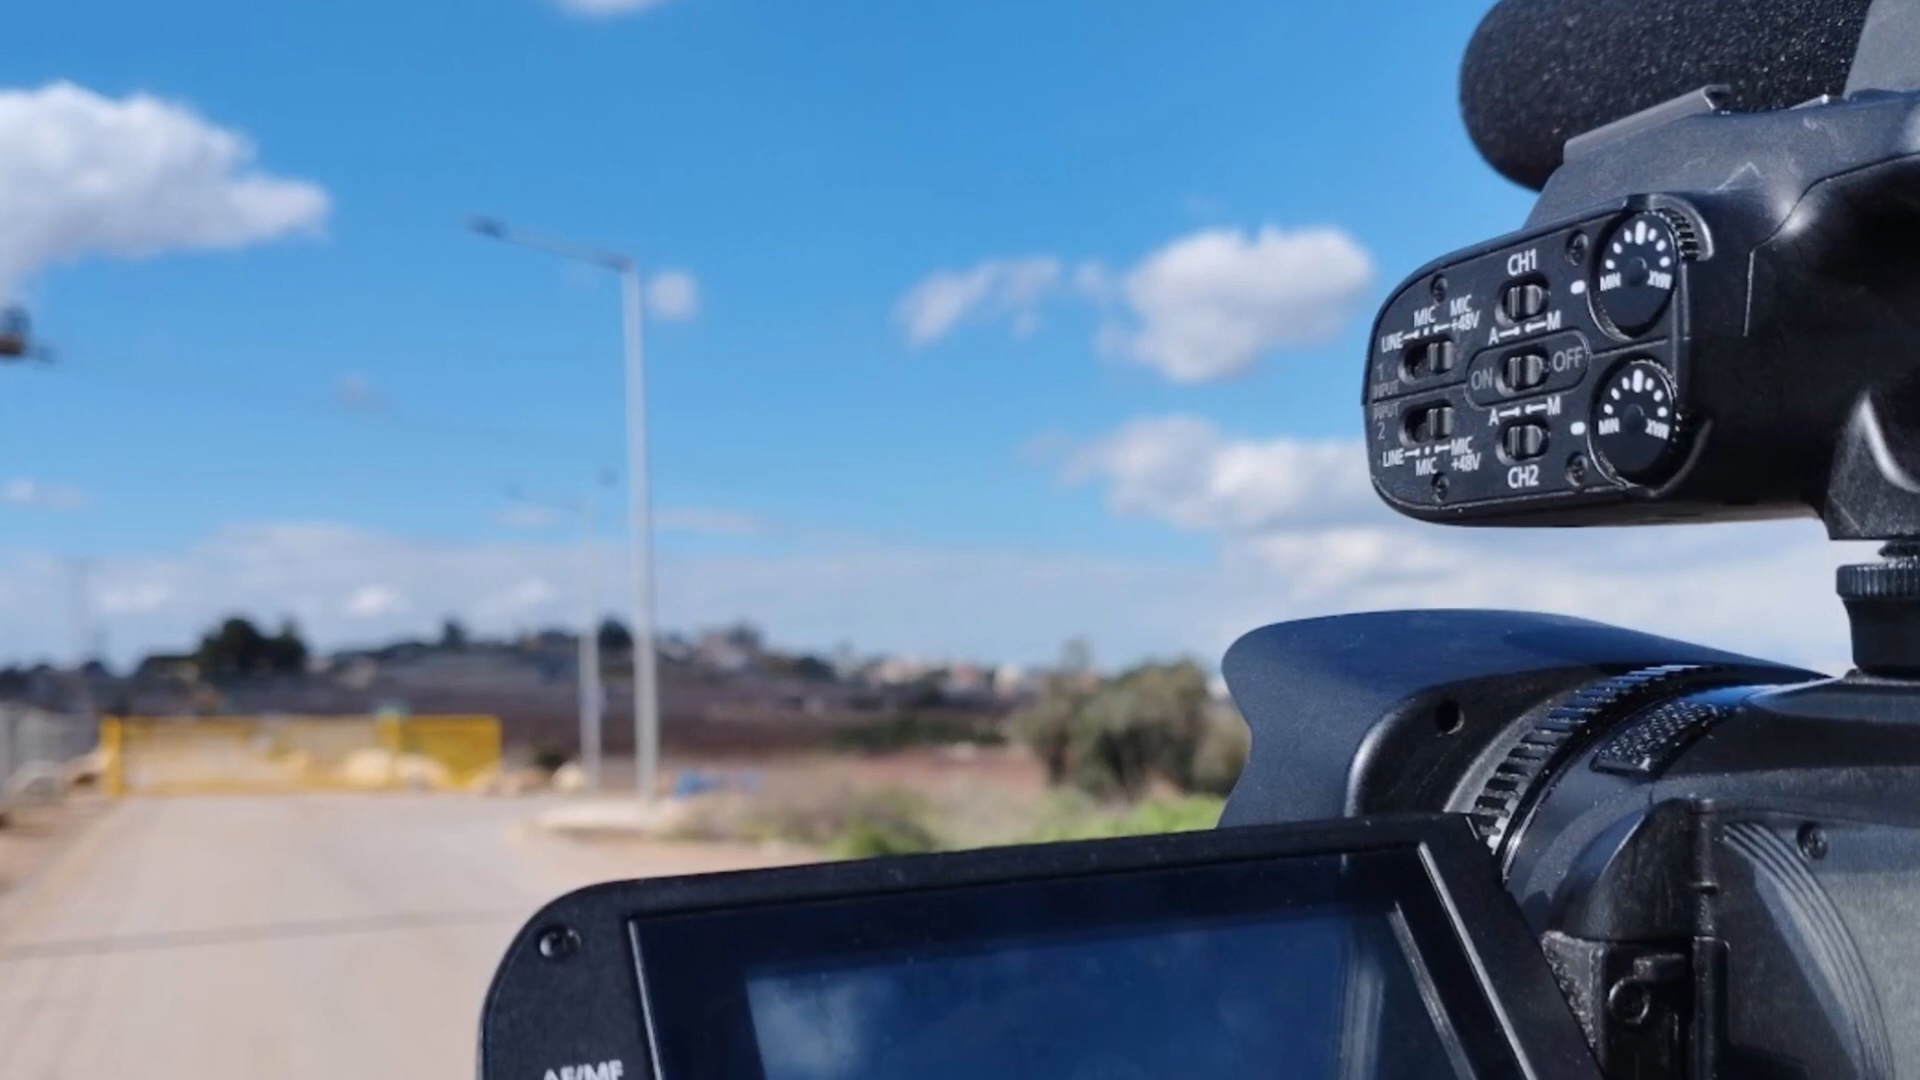 CH1
MIN MAX
MIC MIC
+48V
LINE
A M
1
INPUT
ON OFF
INPUT
2
A M
MIN MAX
LINE MIC
MIC +48V
CH2
AF/MF